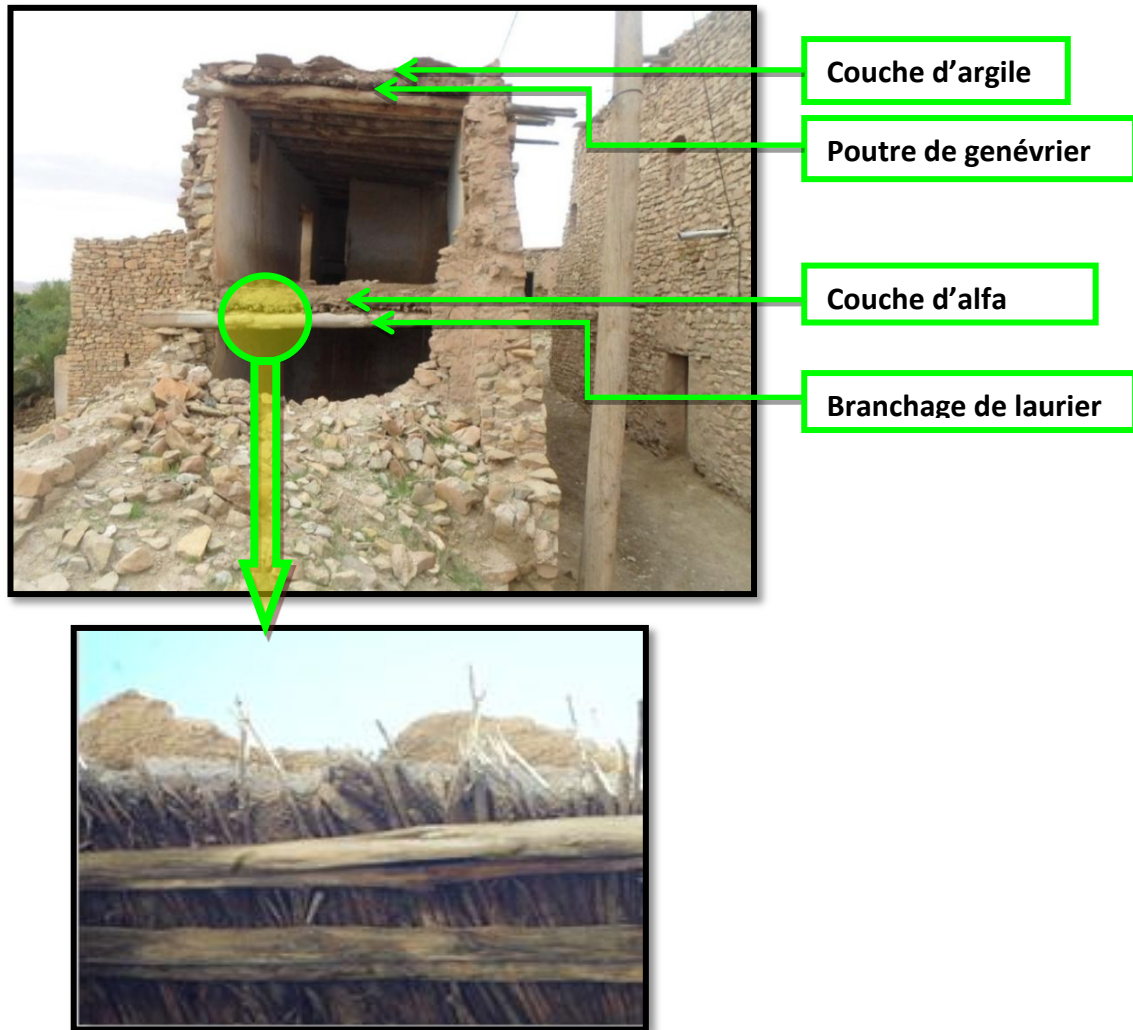 Couche d’argile
Poutre de genévrier
Couche d’alfa
Branchage de laurier